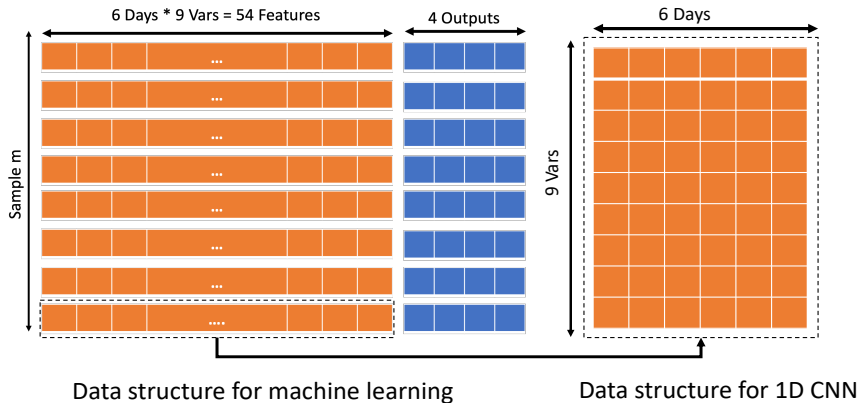 6 Days * 9 Vars = 54 Features
4 Outputs
6 Days
Sample m
9 Vars
...
...
...
...
...
...
...
....
Data structure for machine learning
Data structure for 1D CNN